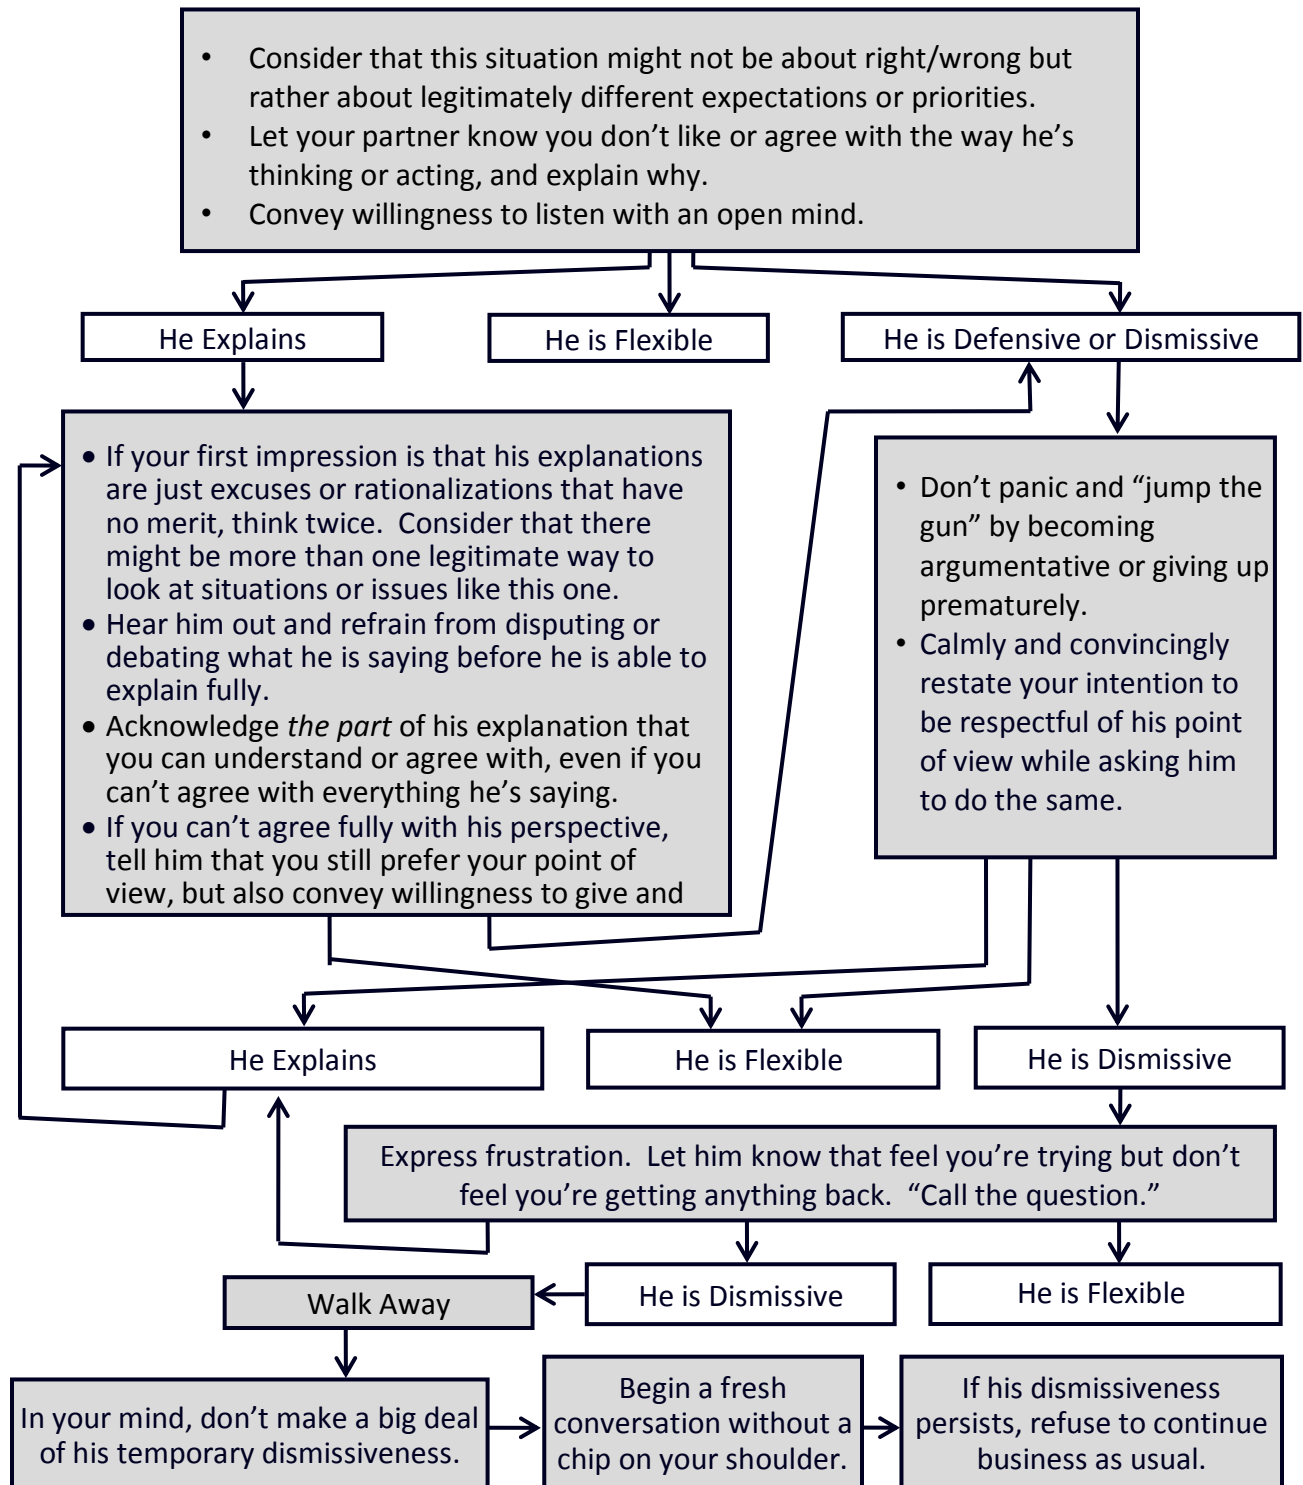 • Consider that this situation might not be about right/wrong but
rather about legitimately different expectations or priorities.
• Let your partner know you don’t like or agree with the way he’s
thinking or acting, and explain why.
• Convey willingness to listen with an open mind.
He Explains
He is Flexible
He is Defensive or Dismissive
• If your first impression is that his explanations
are just excuses or rationalizations that have
no merit, think twice.  Consider that there
might be more than one legitimate way to
look at situations or issues like this one.
• Hear him out and refrain from disputing or
debating what he is saying before he is able to
explain fully.
• Acknowledge the part of his explanation that
you can understand or agree with, even if you
can’t agree with everything he’s saying.
• If you can’t agree fully with his perspective,
tell him that you still prefer your point of
view, but also convey willingness to give and
• Don’t panic and “jump the
gun” by becoming
argumentative or giving up
prematurely.
• Calmly and convincingly
restate your intention to
be respectful of his point
of view while asking him
to do the same.
He Explains
He is Flexible
He is Dismissive
Express frustration.  Let him know that feel you’re trying but don’t
feel you’re getting anything back.  “Call the question.”
Walk Away
He is Dismissive
He is Flexible
In your mind, don’t make a big deal
of his temporary dismissiveness.
Begin a fresh
conversation without a
chip on your shoulder.
If his dismissiveness
persists, refuse to continue
business as usual.